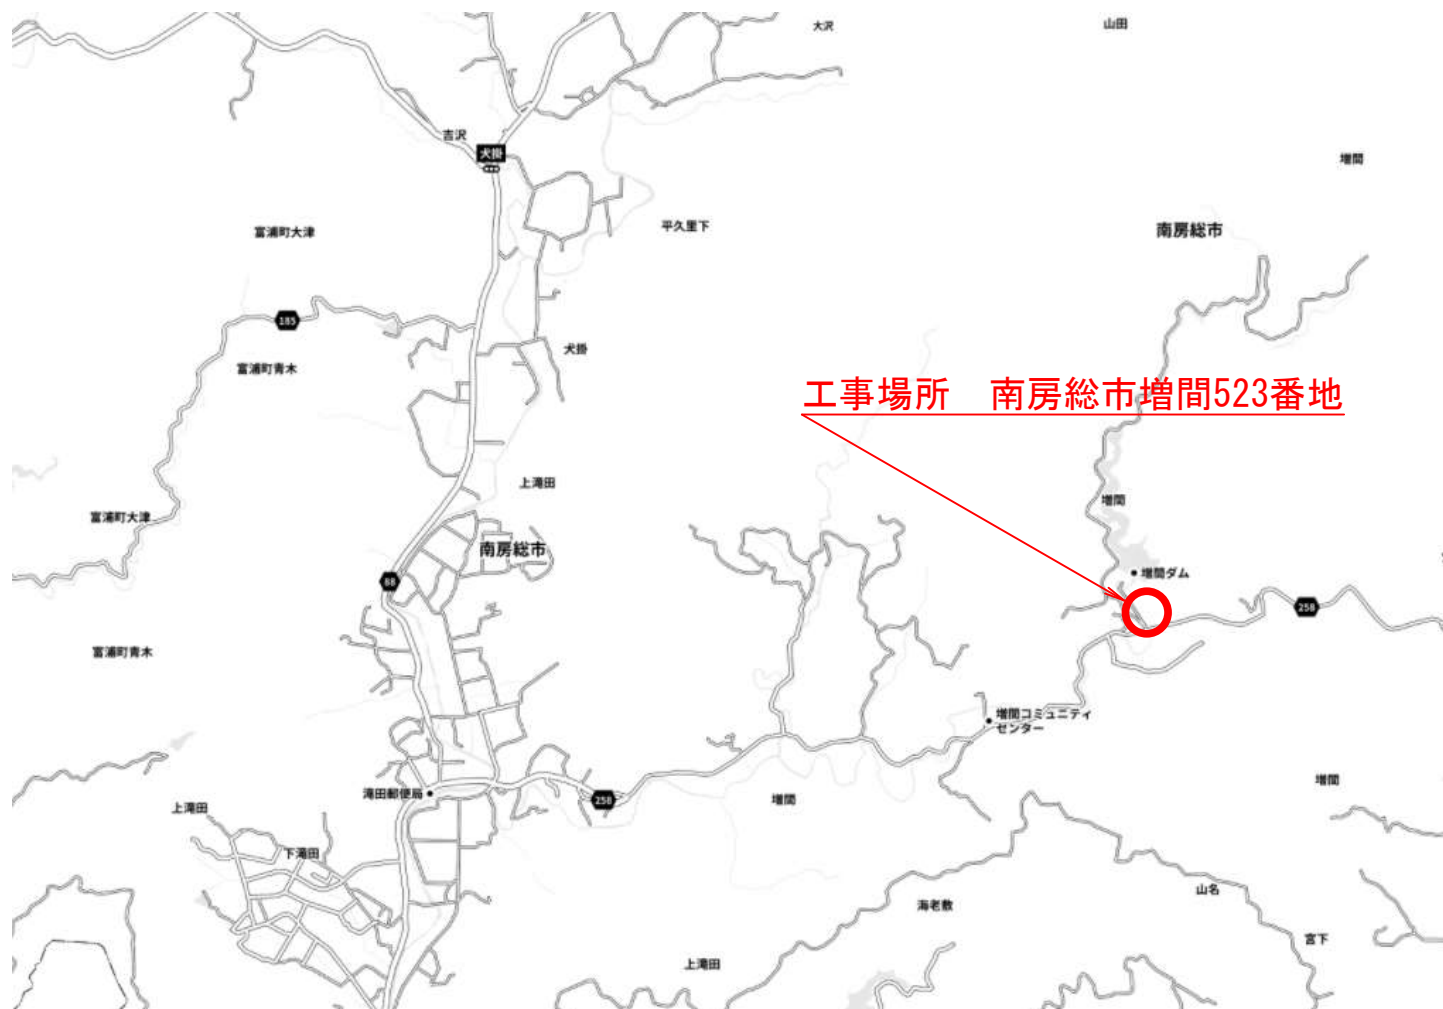 大沢
山田
吉沢
犬掛
増間
平久里下
南房総市
富浦町大津
185
犬掛
富浦町青木
工事場所　南房総市増間523番地
上滝田
増間
富浦町大津
南房総市
88
増間ダム
258
富浦町青木
増間コミュニティ
センター
滝田郵便局
258
増間
増間
上滝田
下滝田
山名
海老敷
宮下
上滝田